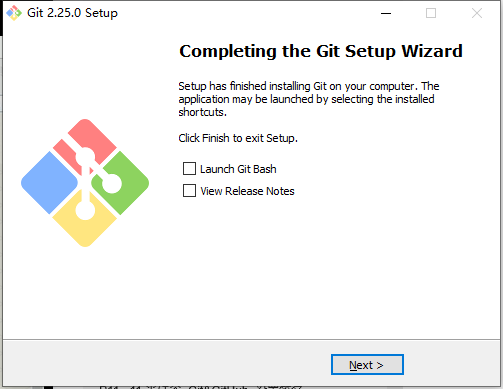 Git 2.25.0 Setup
Completing the Git Setup Wizard
Setup has finished installing Git on your computer. The
application may be launched by selecting the installed
shortcuts.
Click Finish to exit Setup.
Launch Git Bash
View Release Notes
Next >